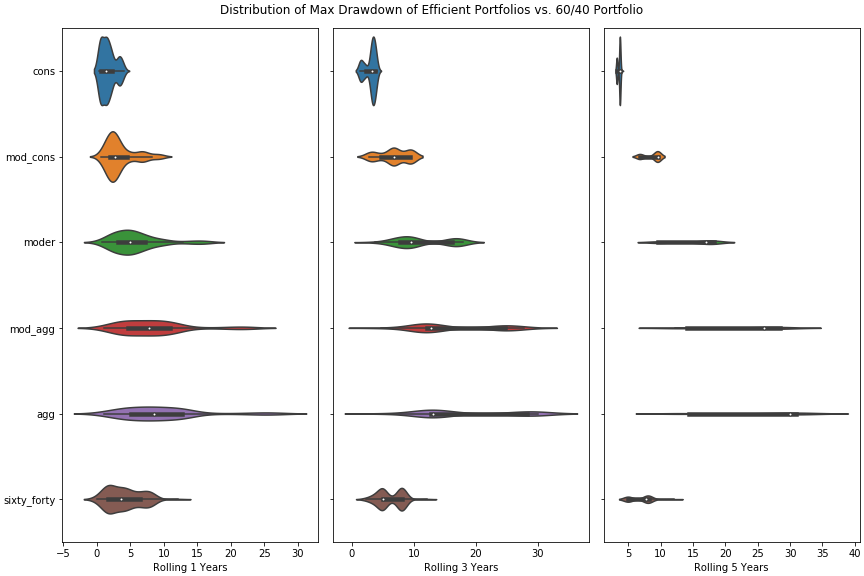 Distribution of Max Drawdown of Efficient Portfolios vs. 60/40 Portfolio
cons
mod_cons
moder
mod_agg
agg
sixty_forty
−5 0 5 10 15 20 25 30
0 10 20 30
5 10 15 20 25 30 35 40
Rolling 1 Years
Rolling 3 Years
Rolling 5 Years